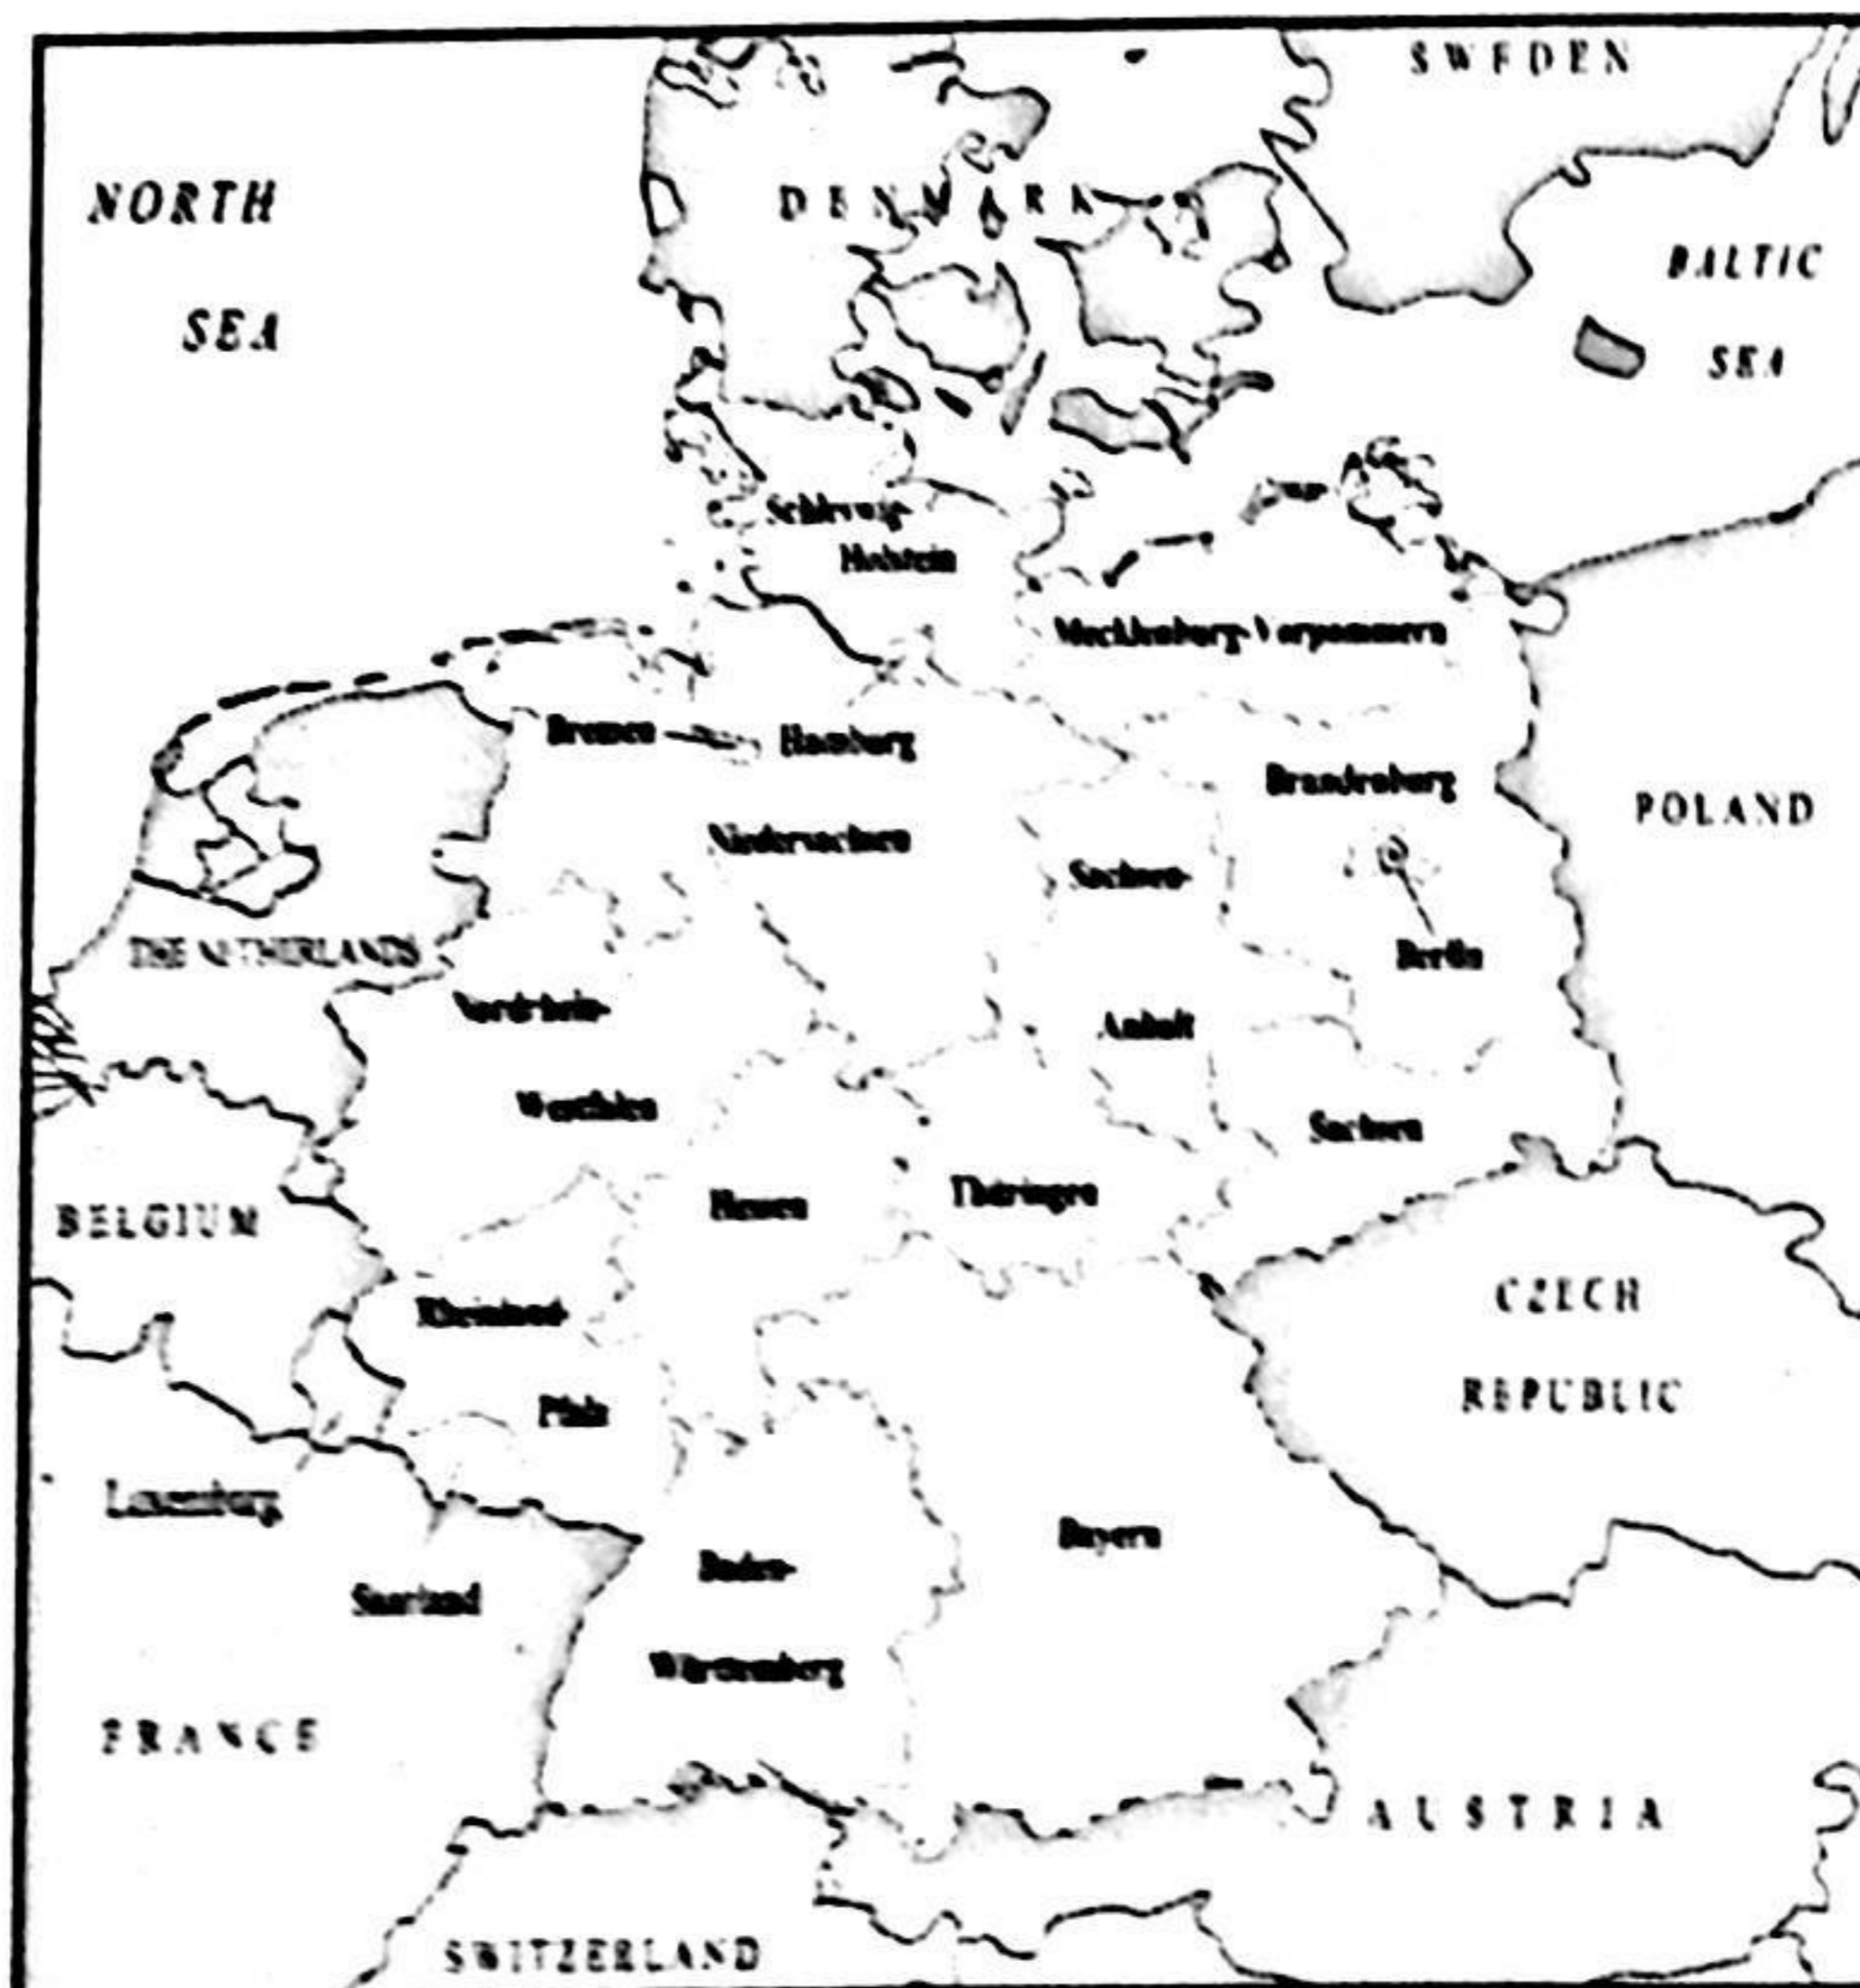 SWEDEN
NORTH
SEA
DENMARK
BALTIC
SEA
Schleswig-
Holstein
Mecklenburg-Vorpommern
Bremen
Hamburg
Brandenburg
POLAND
Niedersachsen
Sachsen-
THE NETHERLANDS
Berlin
Nordrhein-
Anhalt
Westfalen
Sachsen
BELGIUM
Hessen
Thüringen
CZECH
REPUBLIC
Rheinland-
Pfalz
Luxemburg
Saarland
Baden-
Bayern
Württemberg
FRANCE
AUSTRIA
SWITZERLAND